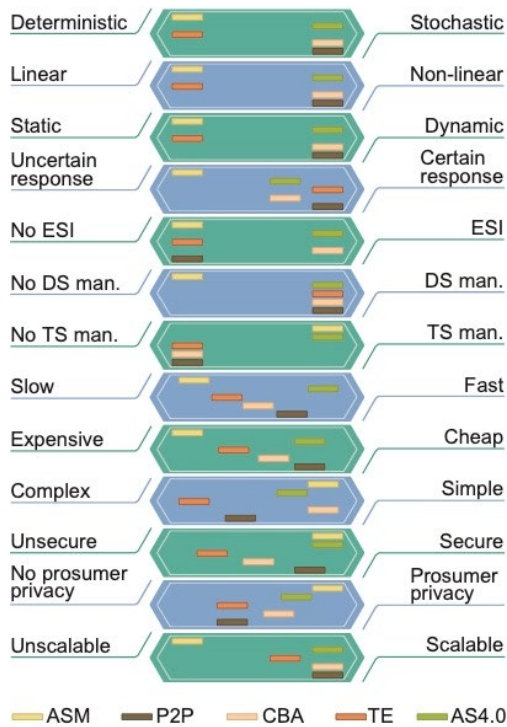 Deterministic
Stochastic
Linear
Non-linear
Static
Dynamic
Uncertain
response
Certain
response
No ESI
ESI
No DS man.
DS man.
No TS man.
TS man.
Slow
Fast
Expensive
Cheap
Complex
Simple
Unsecure
Secure
No prosumer
privacy
Prosumer
privacy
Unscalable
Scalable
ASM P2P CBA TE AS4.0